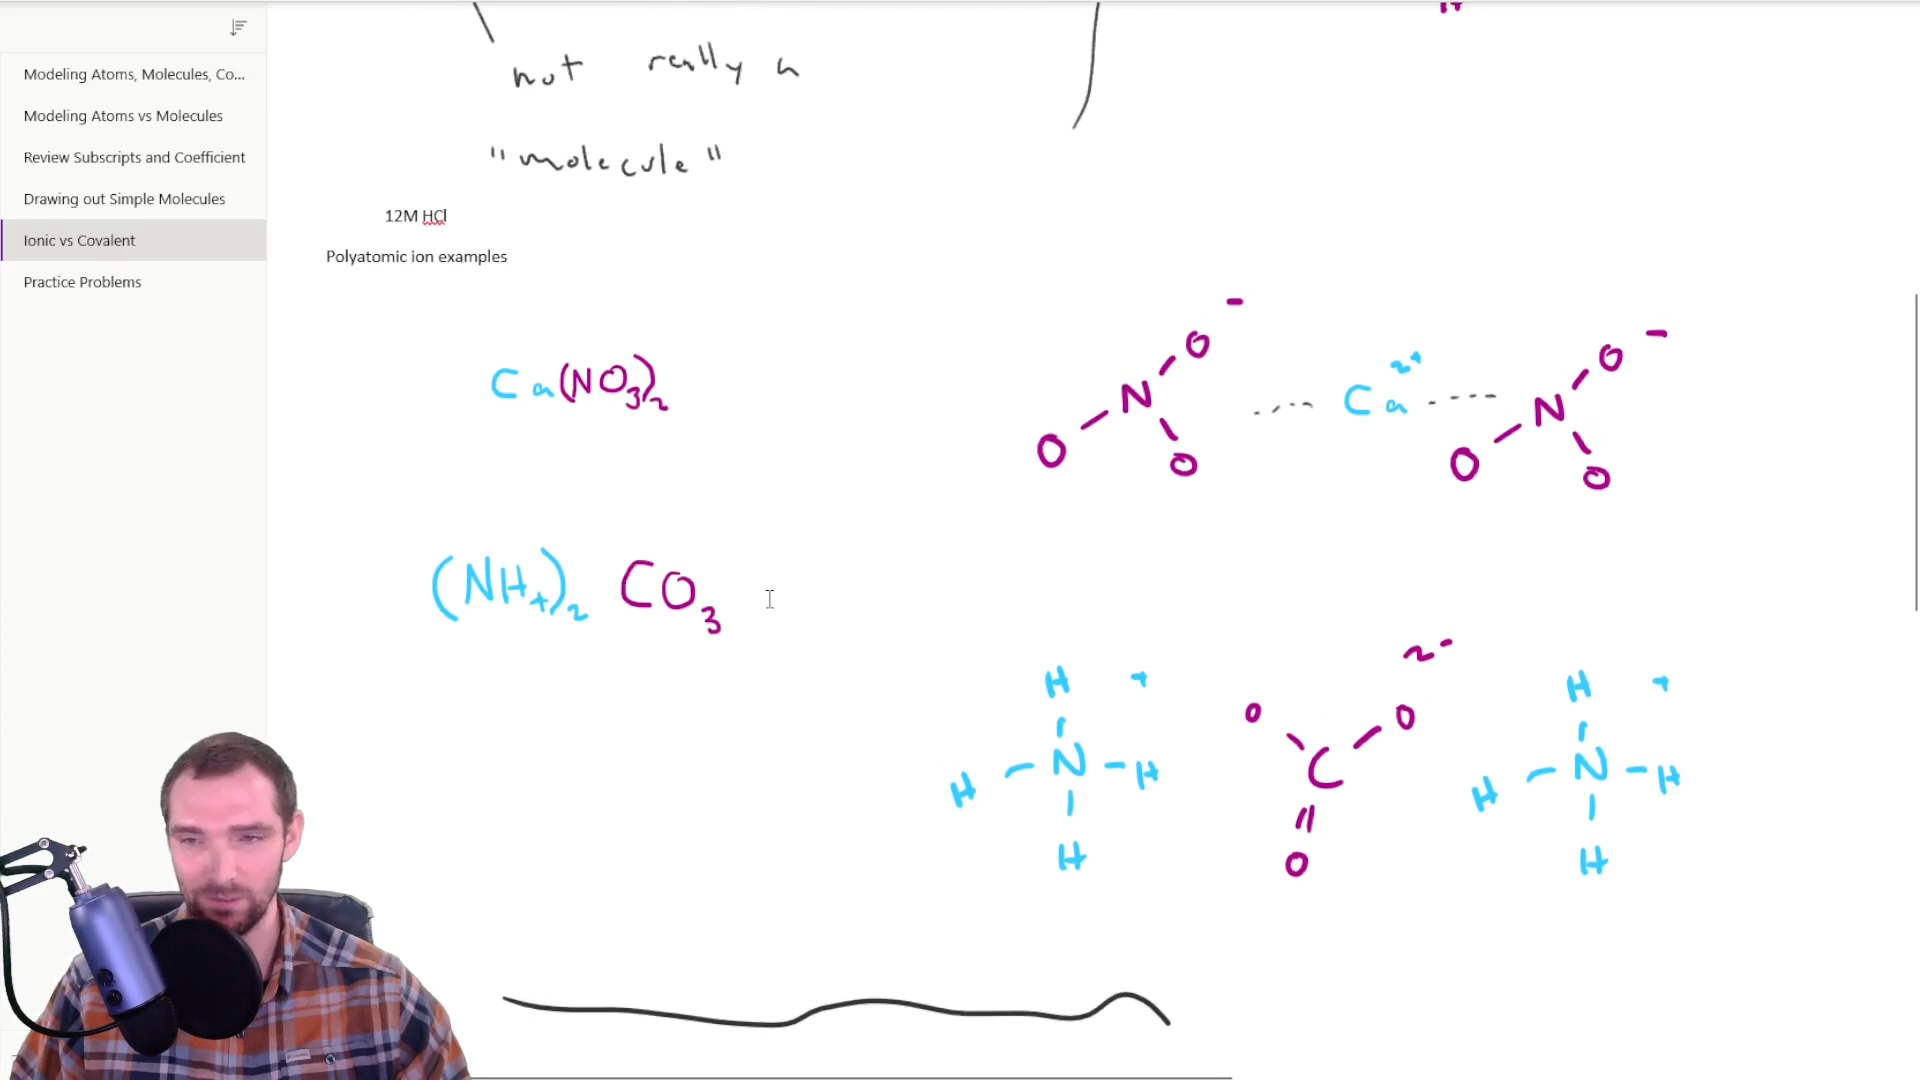 Modeling Atoms, Molecules, Co...
Modeling Atoms vs Molecules
Review Subscripts and Coefficient
Drawing out Simple Molecules
Ionic vs Covalent
Practice Problems
not really a
"molecule"
12M HCl
Polyatomic ion examples
Ca(NO3)2
O -
N
O
O
Ca 2+
O -
N
O
O
(NH4)2 CO3
H +
H N H
H
2-
O O
C
O
H +
H N H
H